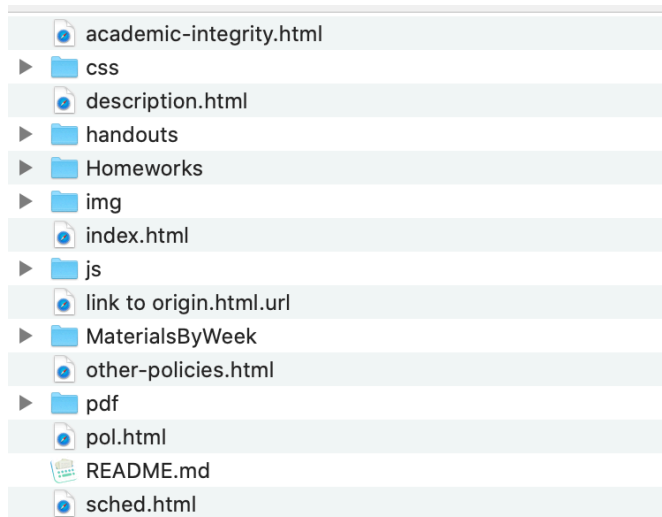 academic-integrity.html
css
description.html
handouts
Homeworks
img
index.html
js
link to origin.html.url
MaterialsByWeek
other-policies.html
pdf
pol.html
README.md
sched.html